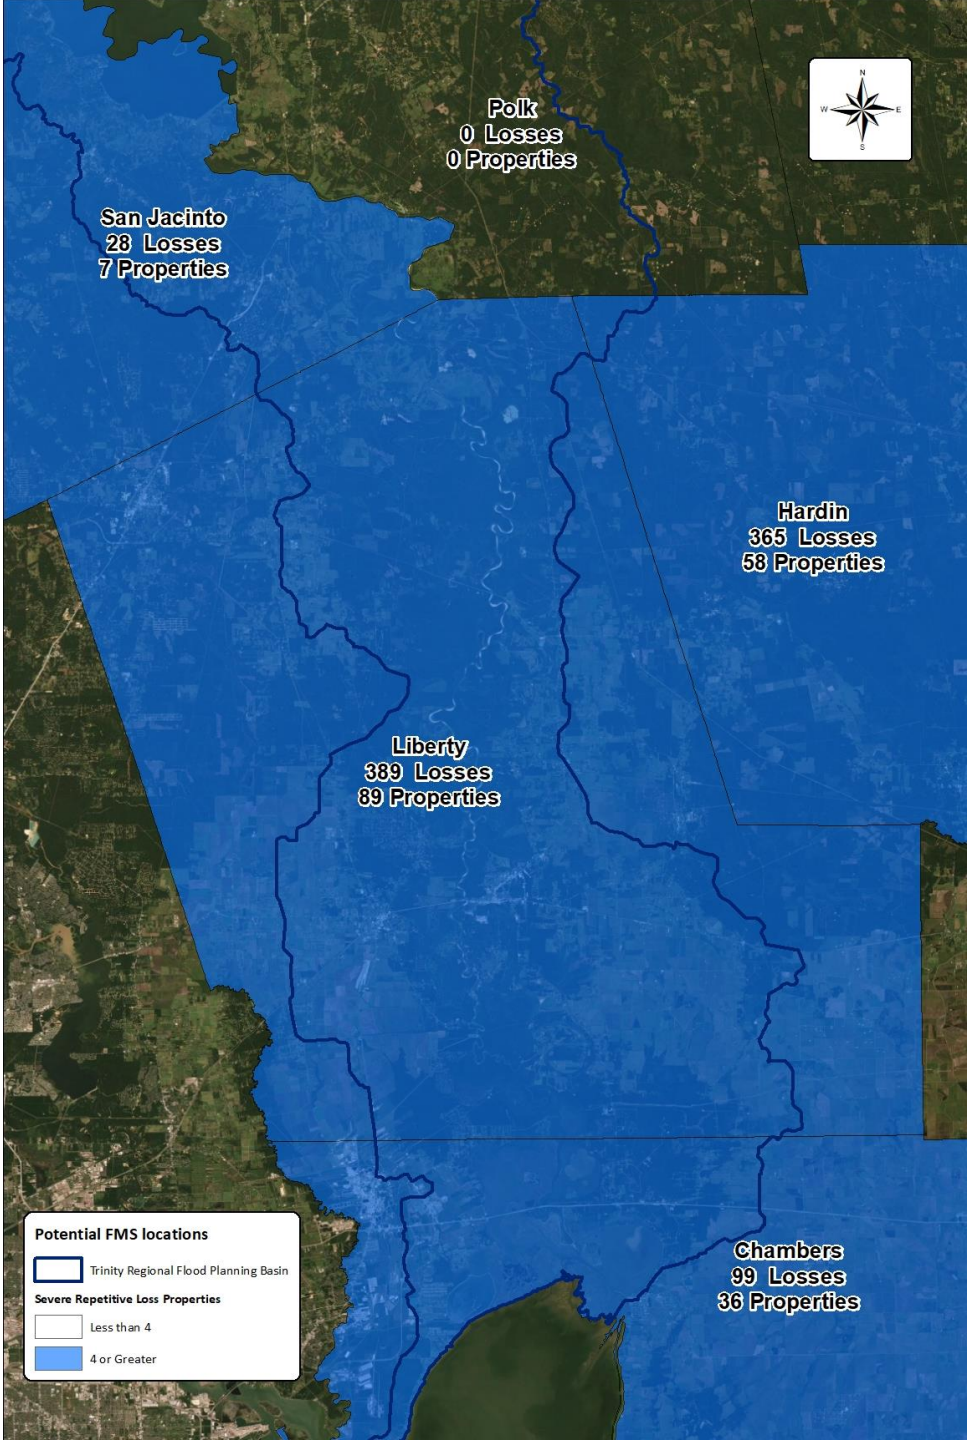 Polk
0 Losses
0 Properties
N
W E
S
San Jacinto
28 Losses
7 Properties
Hardin
365 Losses
58 Properties
Liberty
389 Losses
89 Properties
Chambers
99 Losses
36 Properties
Potential FMS locations
Trinity Regional Flood Planning Basin
Severe Repetitive Loss Properties
Less than 4
4 or Greater